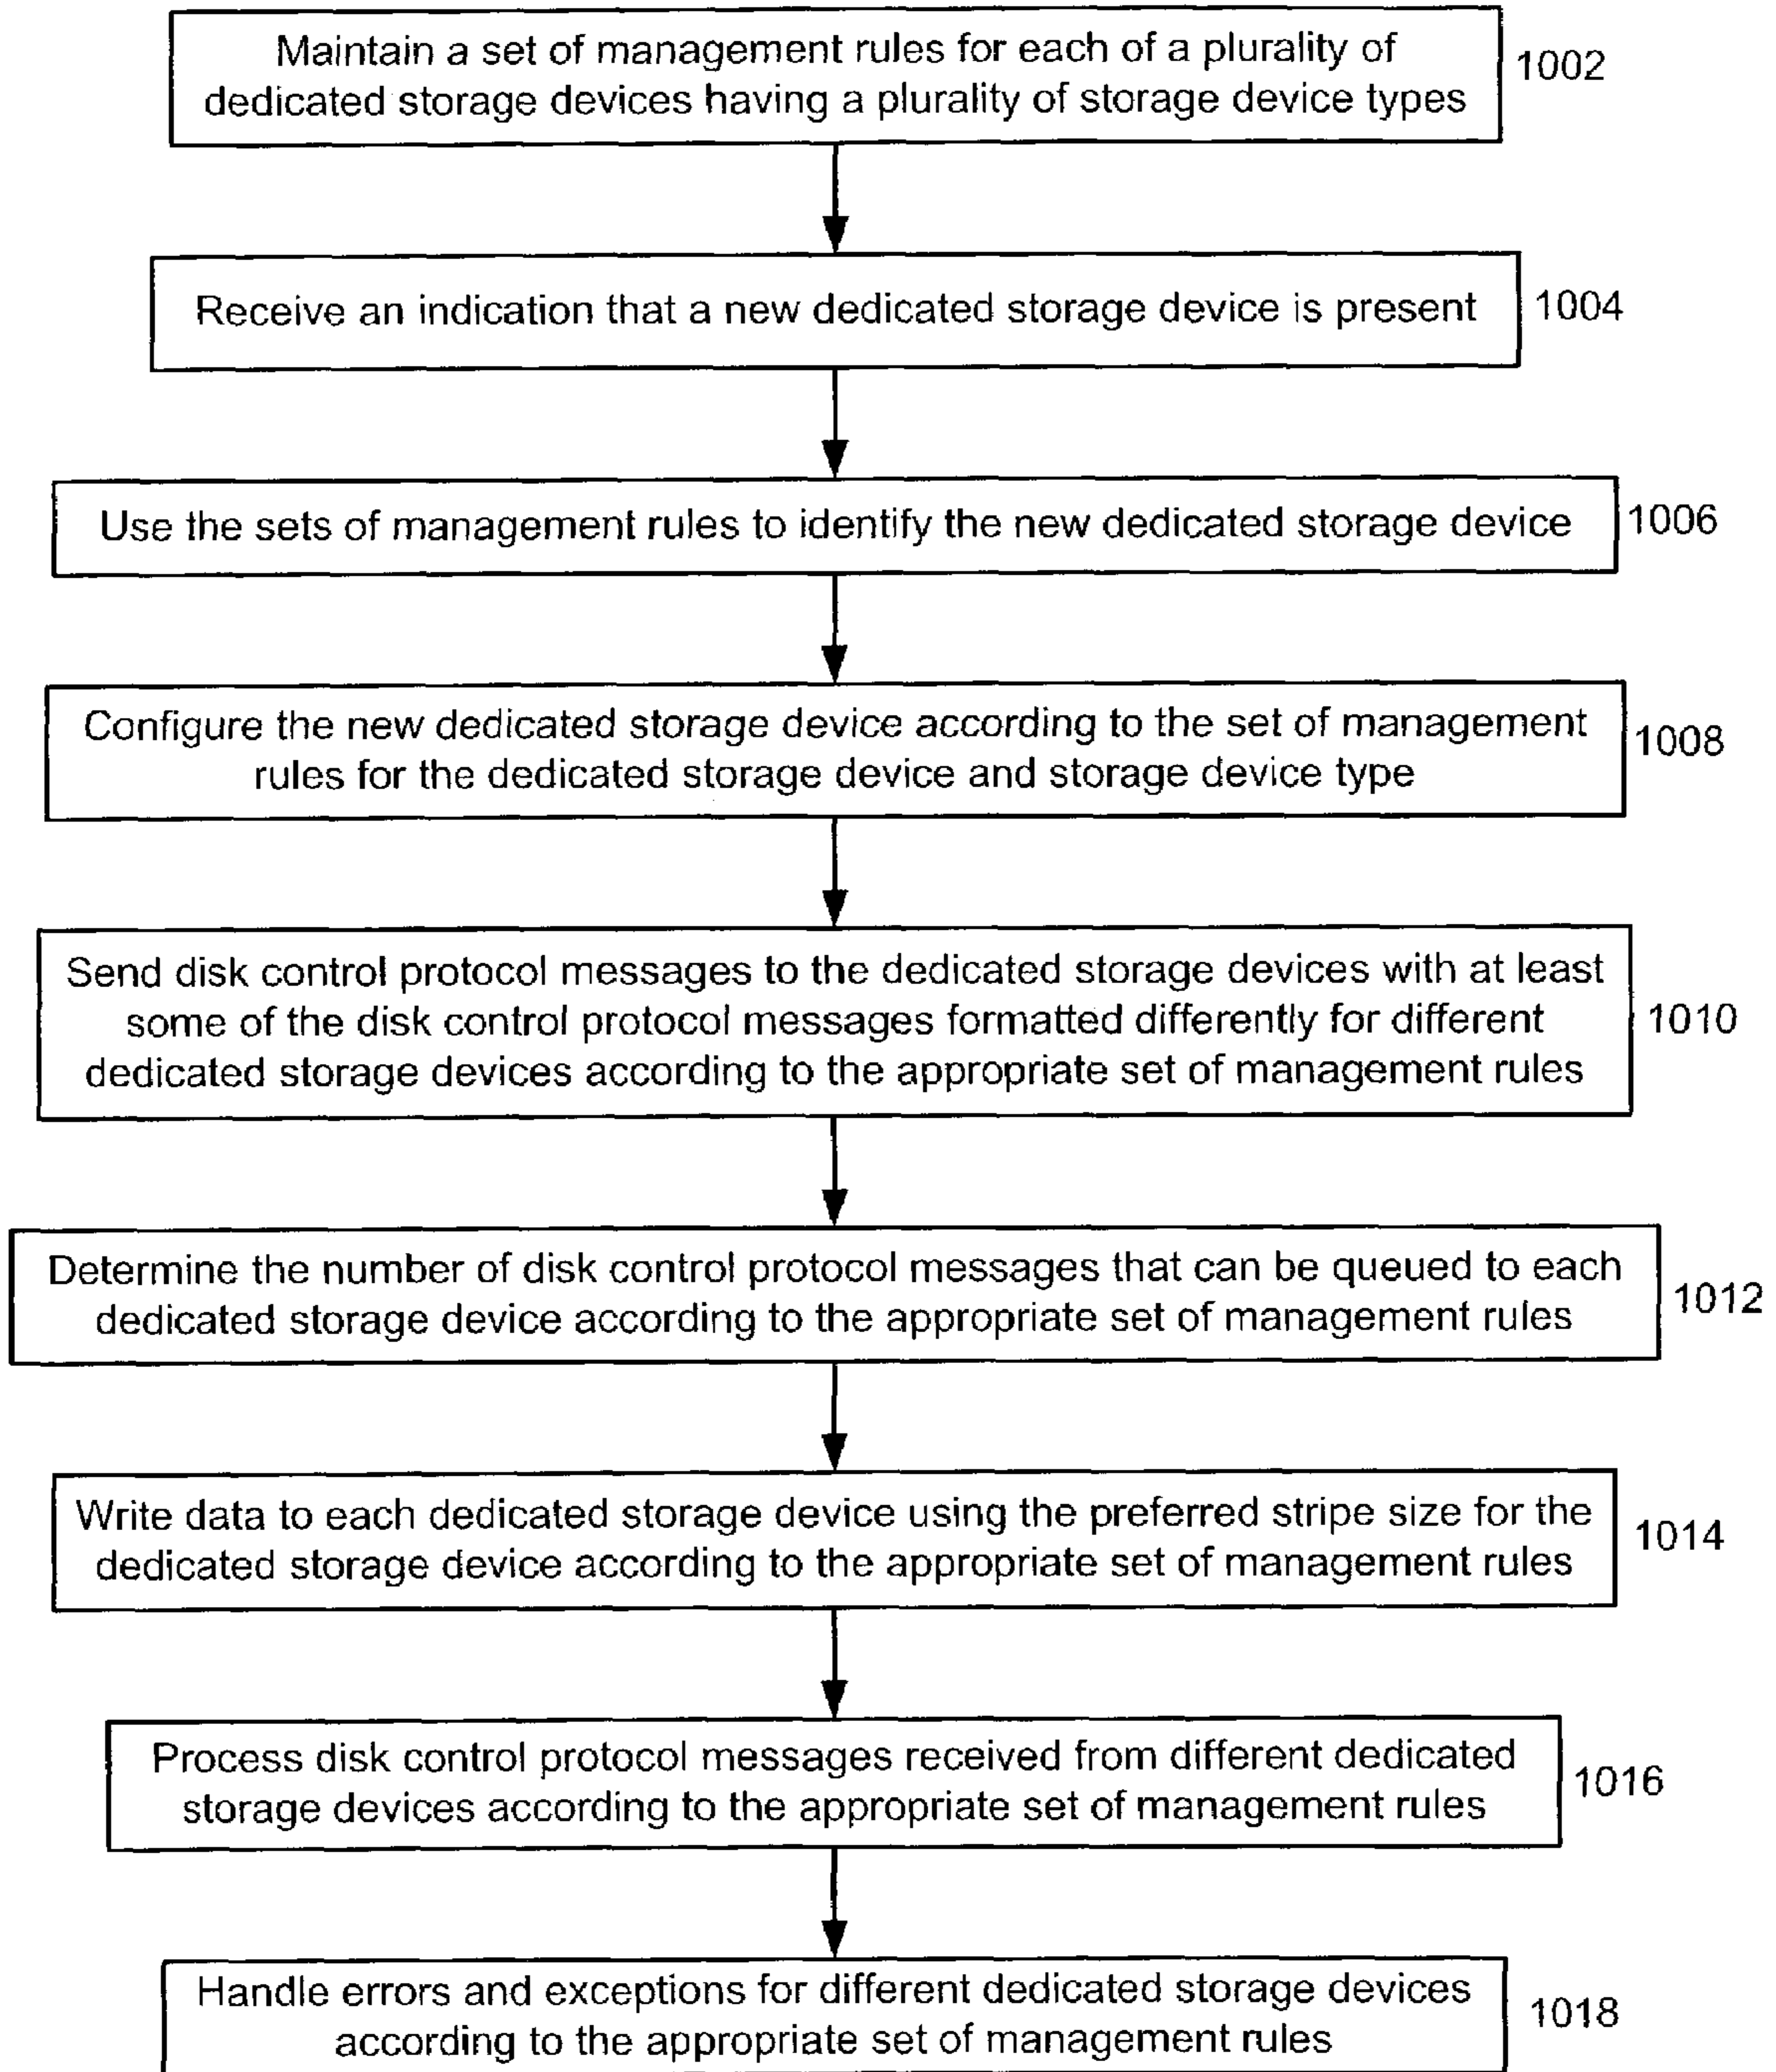 Maintain a set of management rules for each of a plurality of
dedicated storage devices having a plurality of storage device types
1002
Receive an indication that a new dedicated storage device is present
1004
Use the sets of management rules to identify the new dedicated storage device
1006
Configure the new dedicated storage device according to the set of management
rules for the dedicated storage device and storage device type
1008
Send disk control protocol messages to the dedicated storage devices with at least
some of the disk control protocol messages formatted differently for different
dedicated storage devices according to the appropriate set of management rules
1010
Determine the number of disk control protocol messages that can be queued to each
dedicated storage device according to the appropriate set of management rules
1012
Write data to each dedicated storage device using the preferred stripe size for the
dedicated storage device according to the appropriate set of management rules
1014
Process disk control protocol messages received from different dedicated
storage devices according to the appropriate set of management rules
1016
Handle errors and exceptions for different dedicated storage devices
according to the appropriate set of management rules
1018